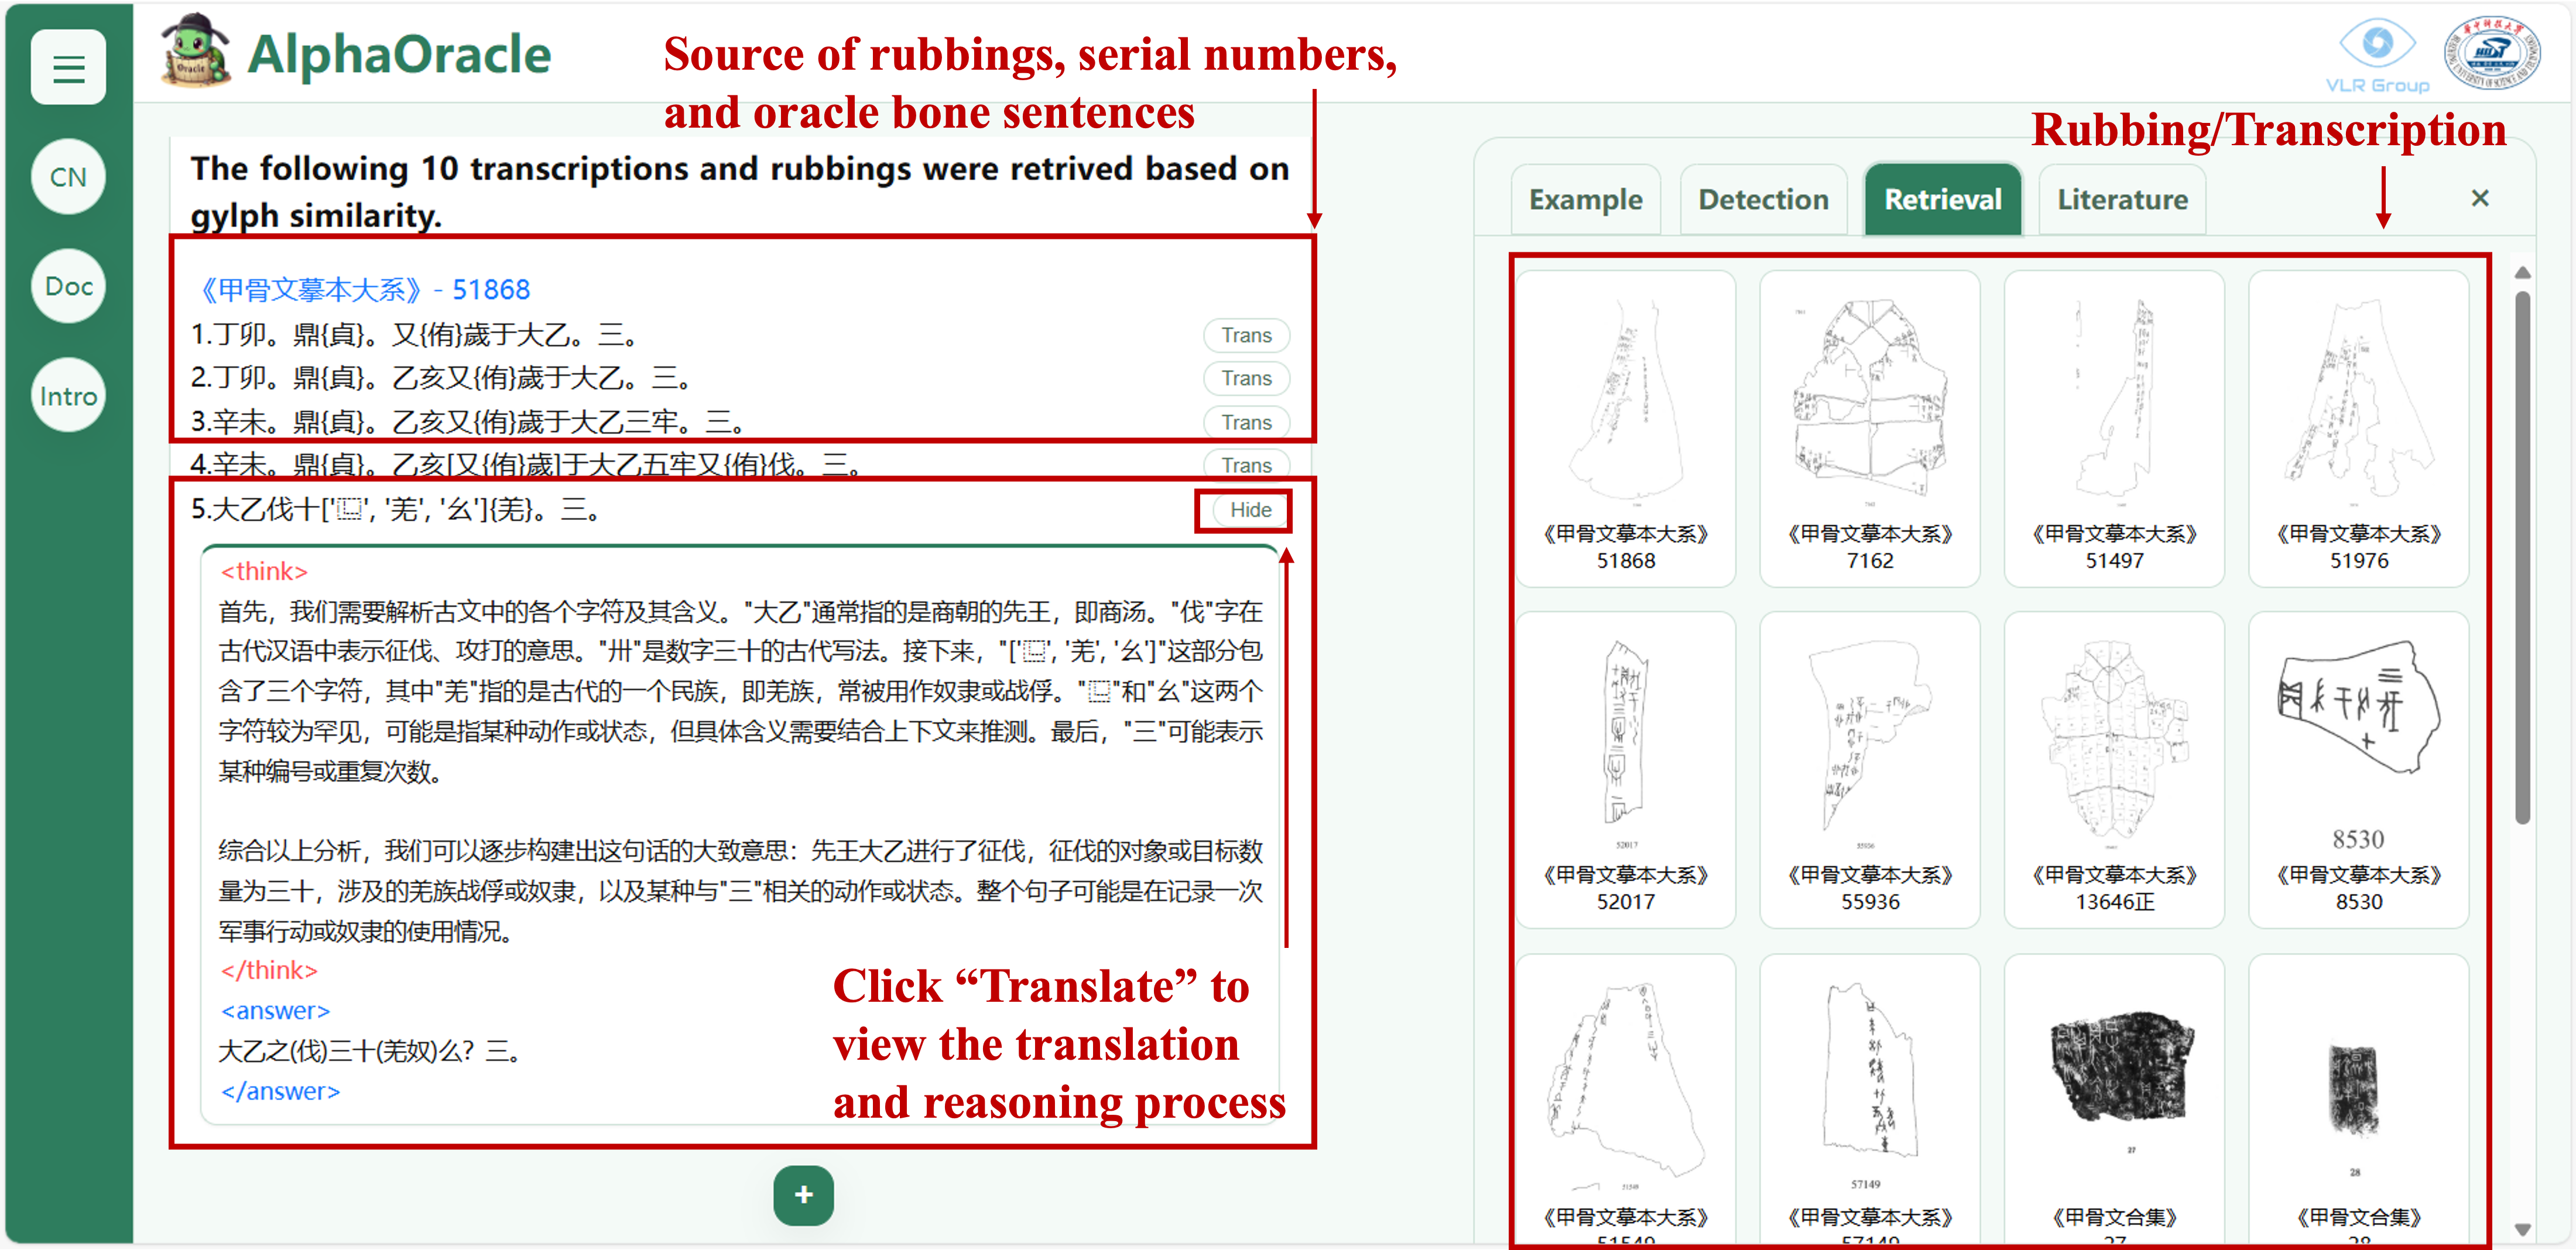 AlphaOracle
Oracle
CN
Doc
Intro
Source of rubbings, serial numbers,
and oracle bone sentences
VLR Group
Rubbing/Transcription
The following 10 transcriptions and rubbings were retrived based on
gylph similarity.
《甲骨文摹本大系》- 51868
1.丁卯。鼎{貞}。又{侑}歲于大乙。三。
Trans
2.丁卯。鼎{貞}。乙亥又{侑}歲于大乙。三。
Trans
3.辛未。鼎{貞}。乙亥又{侑}歲于大乙三牢。三。
Trans
4.辛未。鼎{貞}。乙亥[又{侑}歲]于大乙五牢又{侑}伐。三。
Trans
5.大乙伐十['⿺', '羌', '幺']{羌}。三。
Hide
<think>
首先，我们需要解析古文中的各个字符及其含义。"大乙"通常指的是商朝的先王，即商汤。"伐"字在
古代汉语中表示征伐、攻打的意思。"卅"是数字三十的古代写法。接下来，"['⿺', '羌', '幺']"这部分包
含了三个字符，其中"羌"指的是古代的一个民族，即羌族，常被用作奴隶或战俘。"⿺"和"幺"这两个
字符较为罕见，可能是指某种动作或状态，但具体含义需要结合上下文来推测。最后，"三"可能表示
某种编号或重复次数。
综合以上分析，我们可以逐步构建出这句话的大致意思：先王大乙进行了征伐，征伐的对象或目标数
量为三十，涉及的羌族战俘或奴隶，以及某种与"三"相关的动作或状态。整个句子可能是在记录一次
军事行动或奴隶的使用情况。
</think>
<answer>
大乙之(伐)三十(羌奴)么？三。
</answer>
Click “Translate” to
view the translation
and reasoning process
+
Example
Detection
Retrieval
Literature
×
《甲骨文摹本大系》
51868
《甲骨文摹本大系》
7162
《甲骨文摹本大系》
51497
《甲骨文摹本大系》
51976
52017
《甲骨文摹本大系》
52017
55936
《甲骨文摹本大系》
55936
《甲骨文摹本大系》
13646正
8530
《甲骨文摹本大系》
8530
51549
《甲骨文摹本大系》
51549
57149
《甲骨文摹本大系》
57149
27
《甲骨文合集》
27
28
《甲骨文合集》
28